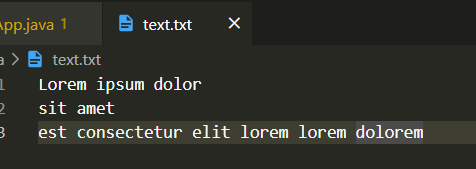 App.java 1
text.txt
text.txt
1 Lorem ipsum dolor
2 sit amet
3 est consectetur elit lorem lorem dolorem